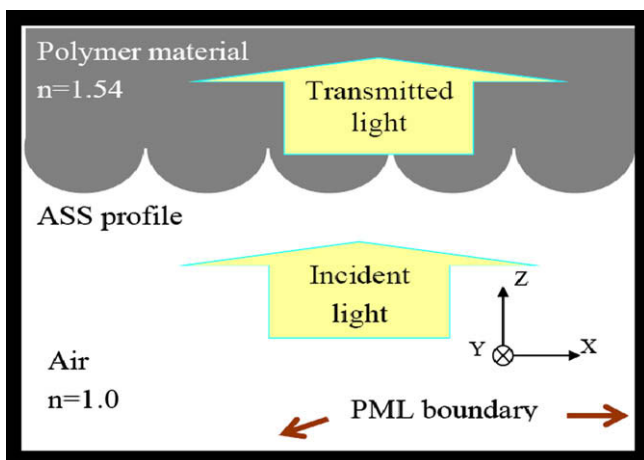 Polymer material
n=1.54
Transmitted
light
ASS profile
Incident
light
Z
Y
X
Air
n=1.0
PML boundary